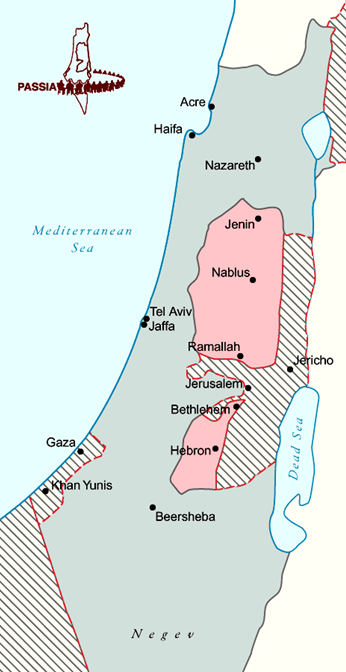 PASSIA
Acre
Haifa
Nazareth
Mediterranean
Sea
Jenin
Nablus
Tel Aviv
Jaffa
Ramallah
Jericho
Jerusalem
Bethlehem
Dead Sea
Gaza
Hebron
Khan Yunis
Beersheba
Negev